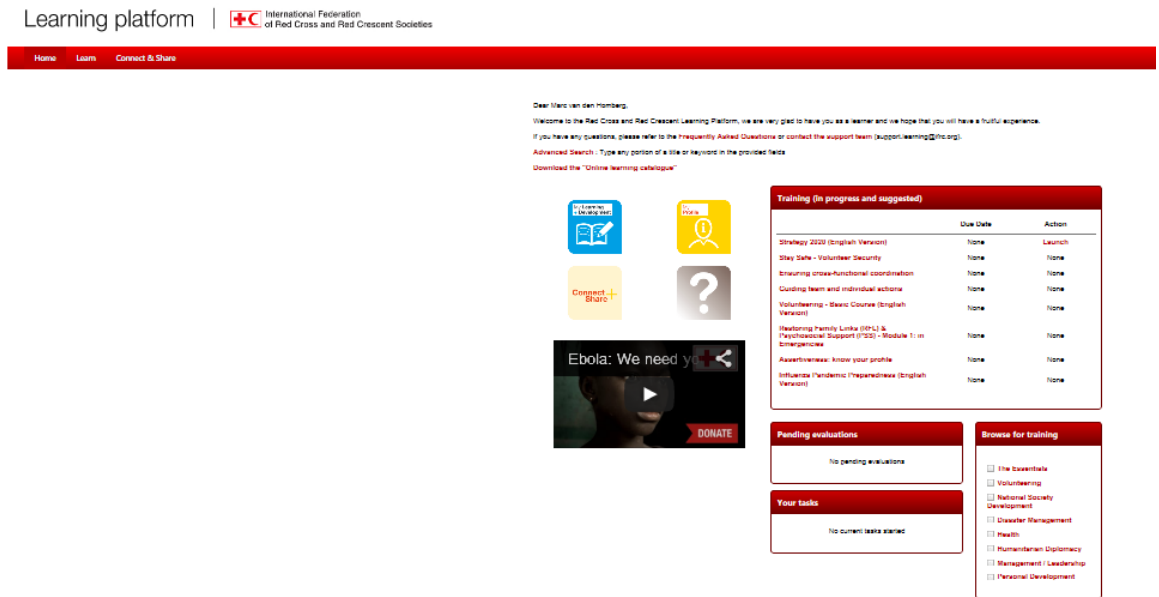 Learning platform
International Federation
of Red Cross and Red Crescent Societies
Home Learn Connect & Share
Dear Marc van den Homberg,
Welcome to the Red Cross and Red Crescent Learning Platform, we are very glad to have you as a learner and we hope that you will have a fruitful experience.
If you have any questions, please refer to the Frequently Asked Questions or contact the support team (support.learning@ifrc.org).
Advanced Search : Type any portion of a title or keyword in the provided fields
Download the "Online learning catalogue"
My Learning
& Development
My
Profile
Connect +
Share
?
Ebola: We need yo
DONATE
Training (in progress and suggested)
Due Date Action
Strategy 2020 (English Version) None Launch
Stay Safe - Volunteer Security None None
Ensuring cross-functional coordination None None
Guiding team and individual actions None None
Volunteering - Basic Course (English
Version) None None
Restoring Family Links (RFL) &
Psychosocial Support (PSS) - Module 1: in
Emergencies None None
Assertiveness: know your profile None None
Influenza Pandemic Preparedness (English
Version) None None
Pending evaluations
No pending evaluations
Your tasks
No current tasks started
Browse for training
The Essentials
Volunteering
National Society
Development
Disaster Management
Health
Humanitarian Diplomacy
Management / Leadership
Personal Development